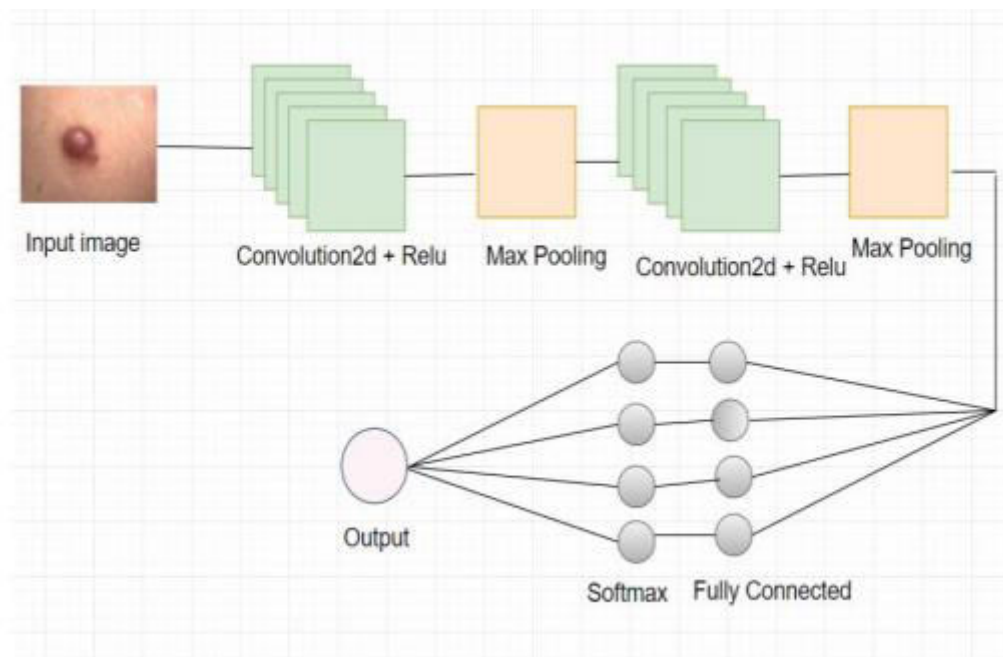 Input image
Convolution2d + Relu
Max Pooling
Convolution2d + Relu
Max Pooling
Output
Softmax
Fully Connected